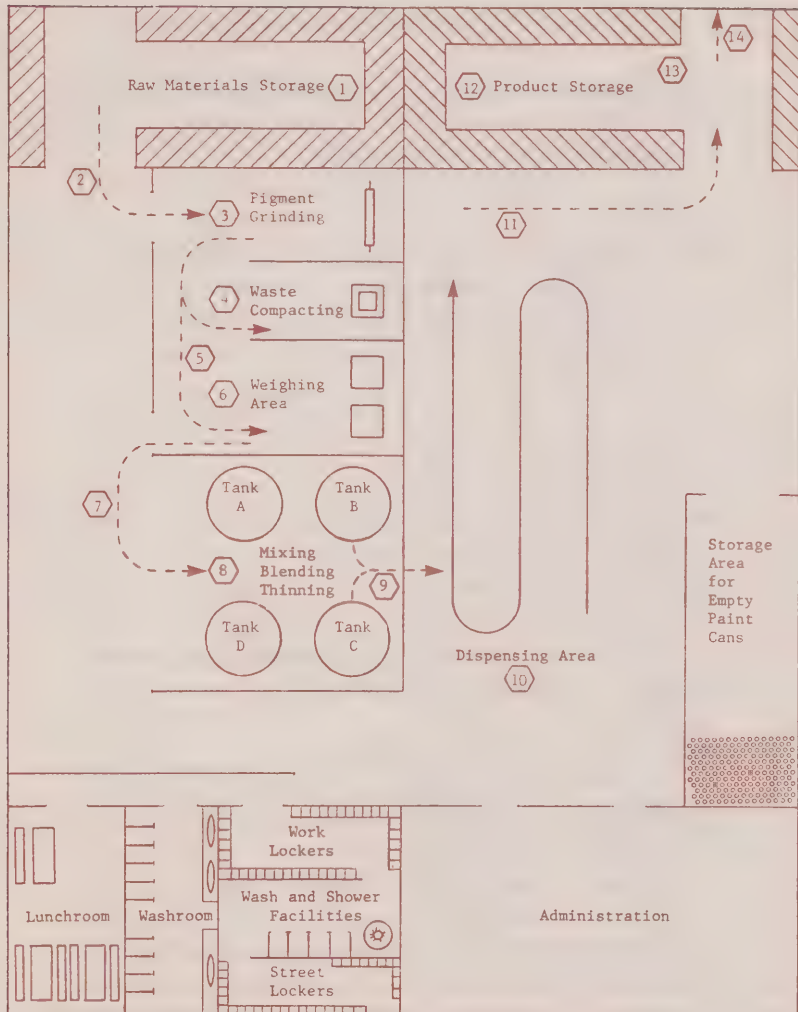 14
13
Raw Materials Storage 1
12 Product Storage
2
3 Pigment
Grinding
11
4 Waste
Compacting
5
6 Weighing
Area
7
Tank
A
Tank
B
8 Mixing
Blending
Thinning
9
Tank
D
Tank
C
Storage
Area
for
Empty
Paint
Cans
Dispensing Area
10
Work
Lockers
Lunchroom
Washroom
Wash and Shower
Facilities
Administration
Street
Lockers